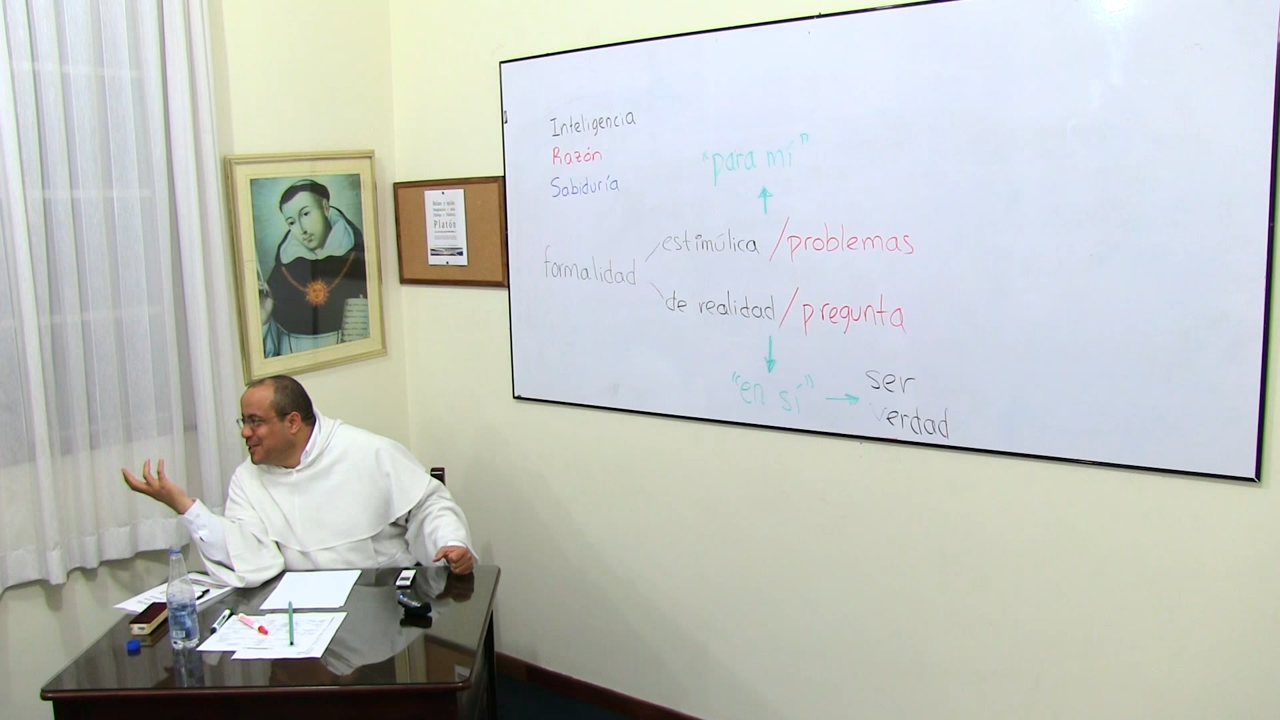 Inteligencia
Razón
Sabiduría
"para mí"
formalidad
estimúlica /problemas
de realidad/pregunta
"en sí" → ser
verdad
Platón